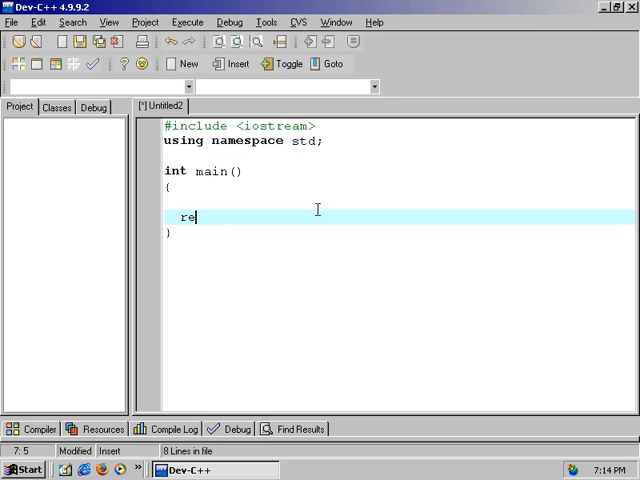 Dev-C++ 4.9.9.2
File Edit Search View Project Execute Debug Tools CVS Window Help
New Insert Toggle Goto
Project Classes Debug [*] Untitled2
#include <iostream>
using namespace std;
int main()
{
re
}
Compiler Resources Compile Log Debug Find Results
7: 5 Modified Insert 8 Lines in file
Start » Dev-C++ 7:14 PM